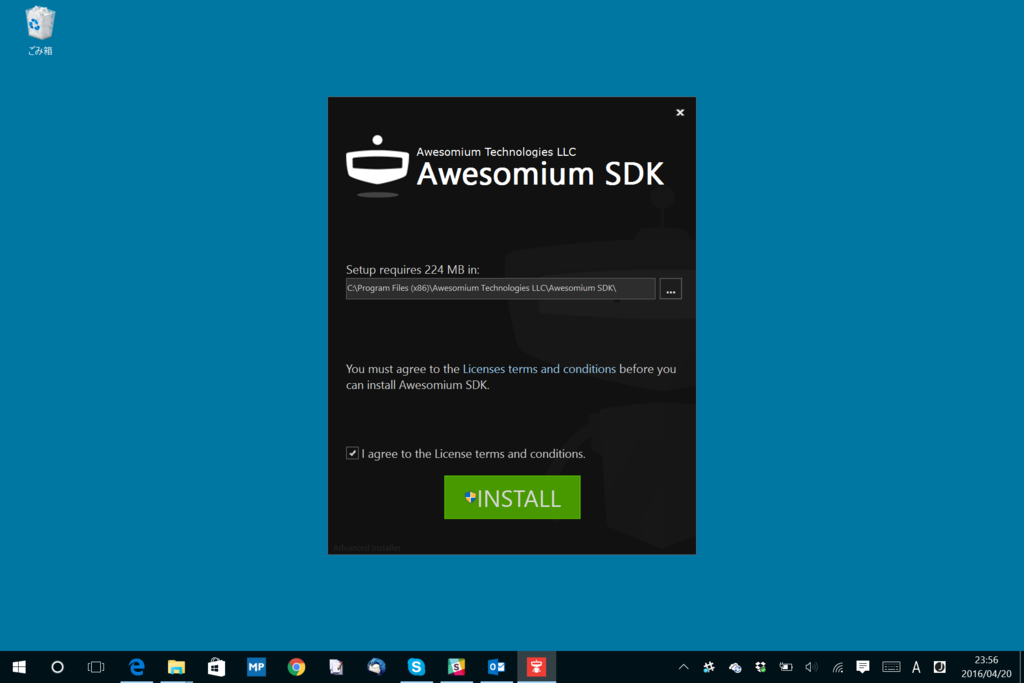 ごみ箱
Awesomium Technologies LLC
Awesomium SDK
Setup requires 224 MB in:
C:\Program Files (x86)\Awesomium Technologies LLC\Awesomium SDK\
...
You must agree to the Licenses terms and conditions before you
can install Awesomium SDK.
I agree to the License terms and conditions.
INSTALL
Advanced Installer
MP
A
23:56
2016/04/20